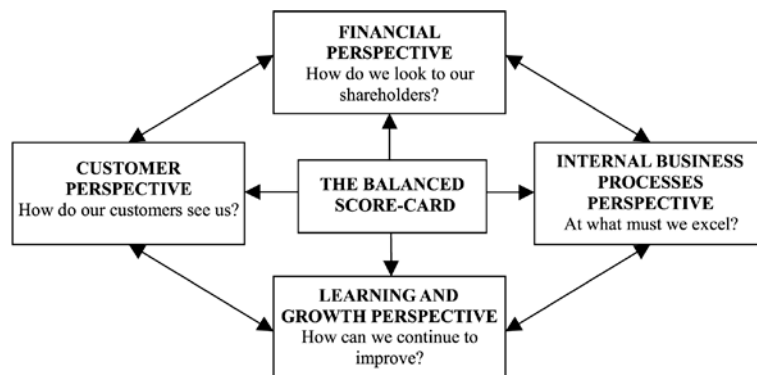 FINANCIAL
PERSPECTIVE
How do we look to our
shareholders?
CUSTOMER
PERSPECTIVE
How do our customers see us?
THE BALANCED
SCORE-CARD
INTERNAL BUSINESS
PROCESSES
PERSPECTIVE
At what must we excel?
LEARNING AND
GROWTH PERSPECTIVE
How can we continue to
improve?